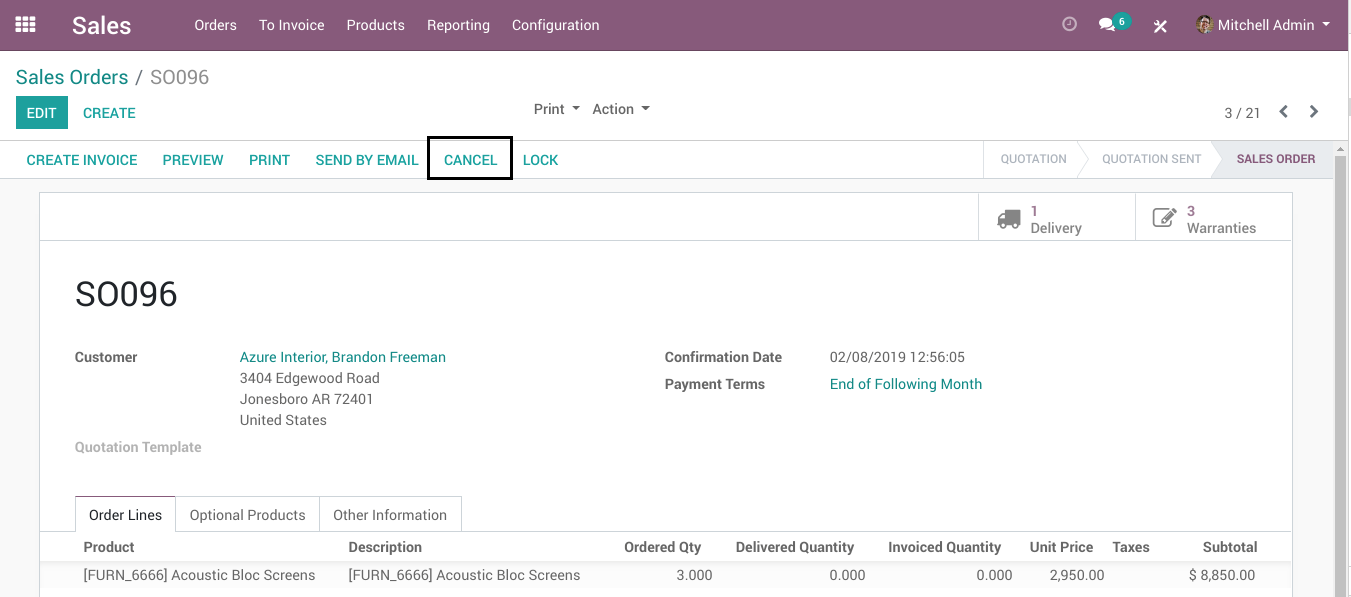 Sales Orders To Invoice Products Reporting Configuration 6 Mitchell Admin
Sales Orders / SO096
EDIT CREATE Print Action 3 / 21
CREATE INVOICE PREVIEW PRINT SEND BY EMAIL CANCEL LOCK QUOTATION QUOTATION SENT SALES ORDER
1 Delivery
3 Warranties
SO096
Customer Azure Interior, Brandon Freeman Confirmation Date 02/08/2019 12:56:05
3404 Edgewood Road Payment Terms End of Following Month
Jonesboro AR 72401
United States
Quotation Template
Order Lines Optional Products Other Information
Product Description Ordered Qty Delivered Quantity Invoiced Quantity Unit Price Taxes Subtotal
[FURN_6666] Acoustic Bloc Screens [FURN_6666] Acoustic Bloc Screens 3.000 0.000 0.000 2,950.00 $ 8,850.00